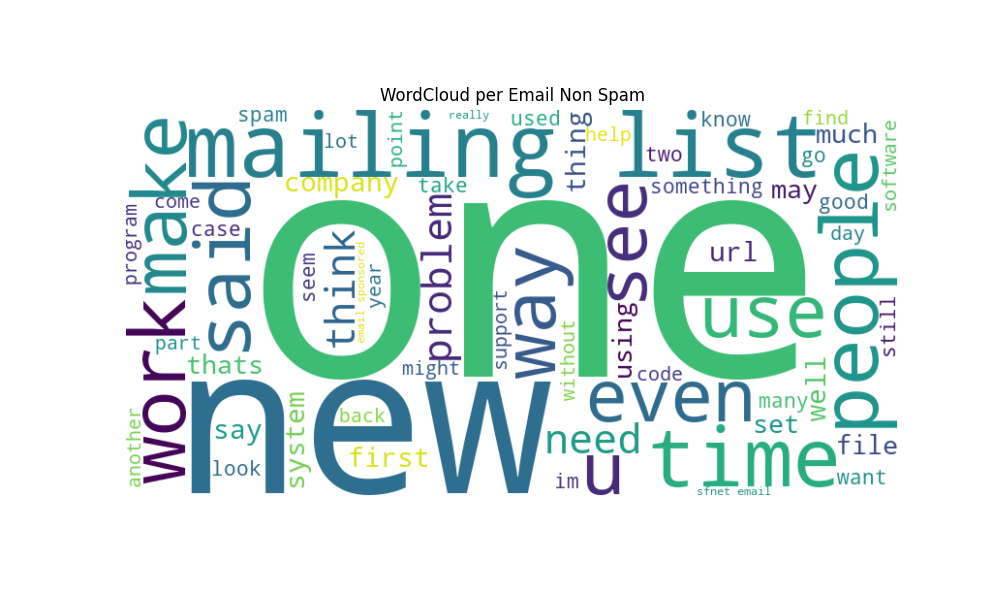 WordCloud per Email Non Spam
spam
lot
point
really
used
thing
help
know
find
much
mailing list
two
go
software
make
company
take
something
may
good
come
case
program
said
problem
see
people
day
one
think
seem
email sponsored
year
url
use
way
support
using
without
still
work
part
thats
might
code
well
many
new
even
say
back
look
first
system
another
need
u
im
time
set
file
want
sfnet email